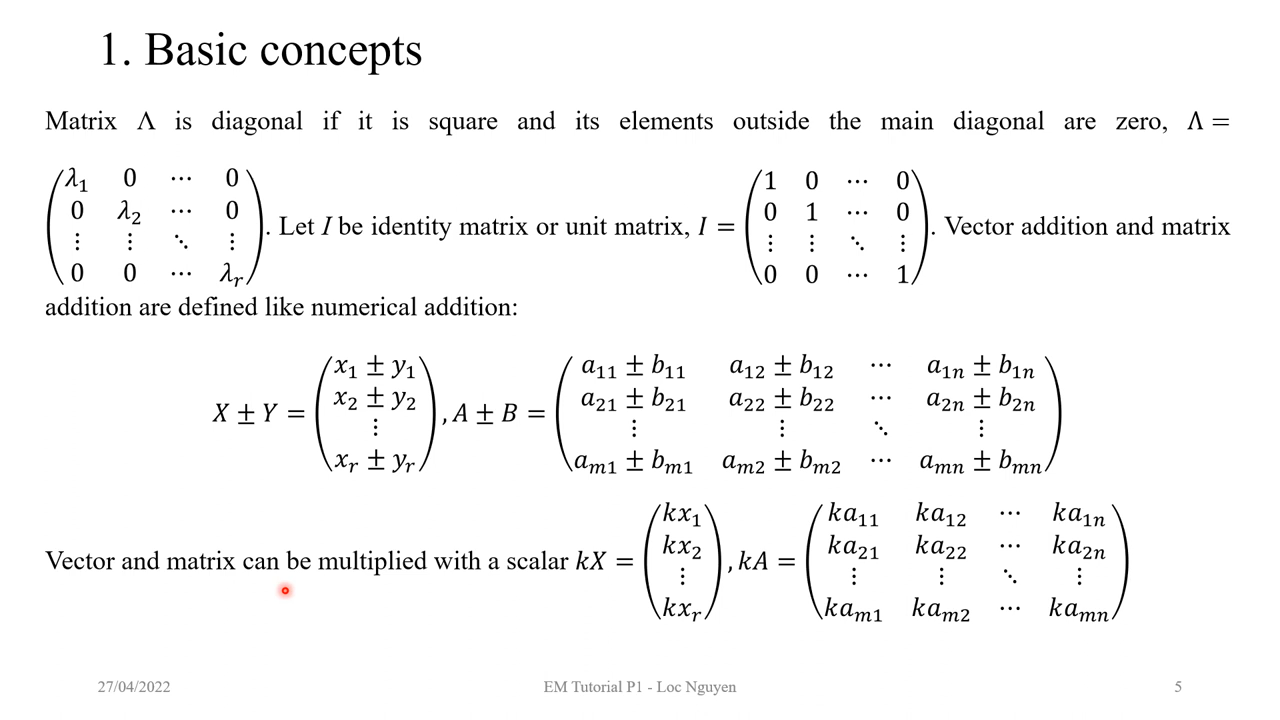 1. Basic concepts
Matrix Λ is diagonal if it is square and its elements outside the main diagonal are zero, Λ =
(λ₁ 0 ⋯ 0
0 λ₂ ⋯ 0
⋮ ⋮ ⋱ ⋮
0 0 ⋯ λᵣ). Let I be identity matrix or unit matrix, I = (1 0 ⋯ 0
0 1 ⋯ 0
⋮ ⋮ ⋱ ⋮
0 0 ⋯ 1). Vector addition and matrix
addition are defined like numerical addition:
X ± Y = (x₁ ± y₁
x₂ ± y₂
⋮
xᵣ ± yᵣ), A ± B = (a₁₁ ± b₁₁ a₁₂ ± b₁₂ ⋯ a₁ₙ ± b₁ₙ
a₂₁ ± b₂₁ a₂₂ ± b₂₂ ⋯ a₂ₙ ± b₂ₙ
⋮ ⋮ ⋱ ⋮
aₘ₁ ± bₘ₁ aₘ₂ ± bₘ₂ ⋯ aₘₙ ± bₘₙ)
Vector and matrix can be multiplied with a scalar kX = (kx₁
kx₂
⋮
kxᵣ), kA = (ka₁₁ ka₁₂ ⋯ ka₁ₙ
ka₂₁ ka₂₂ ⋯ ka₂ₙ
⋮ ⋮ ⋱ ⋮
kaₘ₁ kaₘ₂ ⋯ kaₘₙ)
27/04/2022 EM Tutorial P1 - Loc Nguyen 5